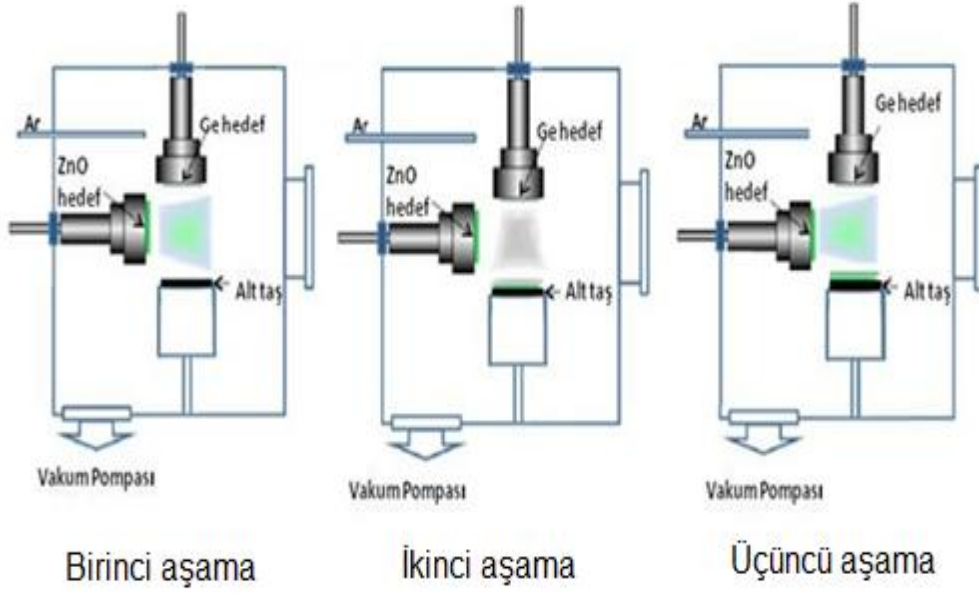 Ar
Ge hedef
ZnO
hedef
Alt taş
Vakum Pompası
Birinci aşama
Ar
Ge hedef
ZnO
hedef
Alt taş
Vakum Pompası
İkinci aşama
Ar
Ge hedef
ZnO
hedef
Alt taş
Vakum Pompası
Üçüncü aşama